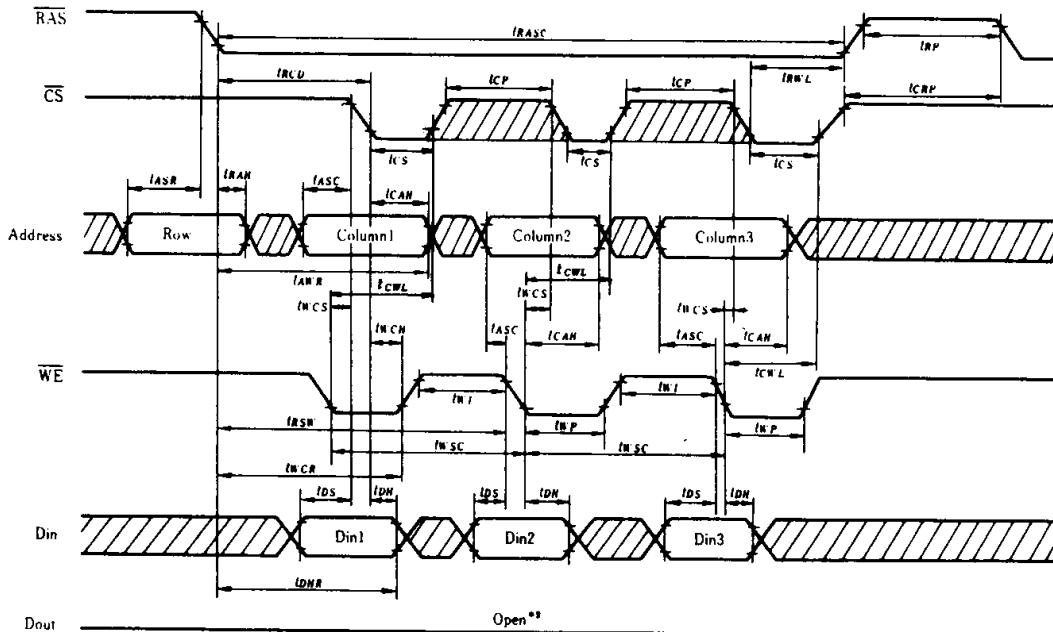 RAS
tRASC
tRP
tRCD
tRWL
CS
tCP
tCP
tCRP
tCS
tCS
tCS
tASR
tRAH
tASC
tCAH
Address
Row
Column1
Column2
Column3
tAWR
tCWL
tCWL
tWCS
tWCS
tWCS
tWCH
tASC
tCAH
tASC
tCAH
tCWL
WE
tWI
tWI
tRSW
tWP
tWP
tWSC
tWSC
tWCR
tDS
tDH
tDS
tDH
tDS
tDH
Din
Din1
Din2
Din3
tDHR
Dout